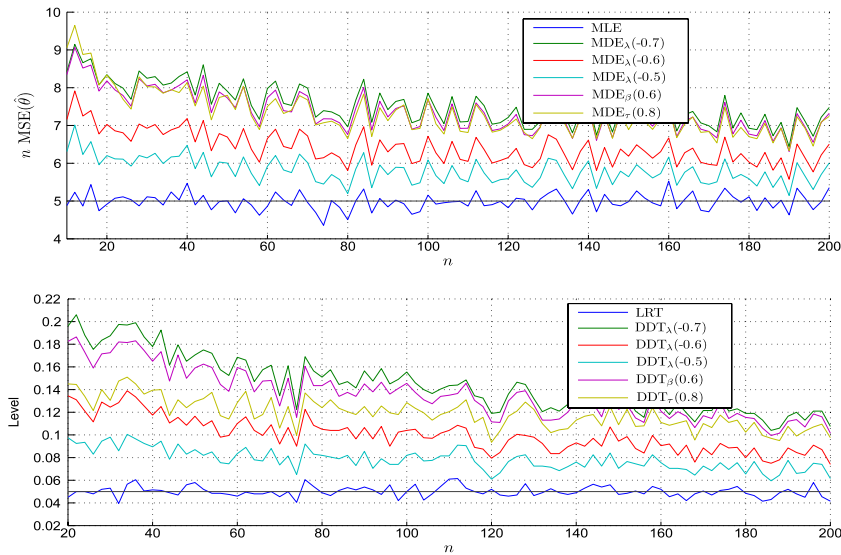 10
9
8
7
6
5
4
n MSE(θ̂)
20
40
60
80
100
120
140
160
180
200
n
MLE
MDEλ(-0.7)
MDEλ(-0.6)
MDEλ(-0.5)
MDEβ(0.6)
MDEτ(0.8)
0.22
0.2
0.18
0.16
0.14
0.12
0.1
0.08
0.06
0.04
0.02
Level
20
40
60
80
100
120
140
160
180
200
n
LRT
DDTλ(-0.7)
DDTλ(-0.6)
DDTλ(-0.5)
DDTβ(0.6)
DDTτ(0.8)